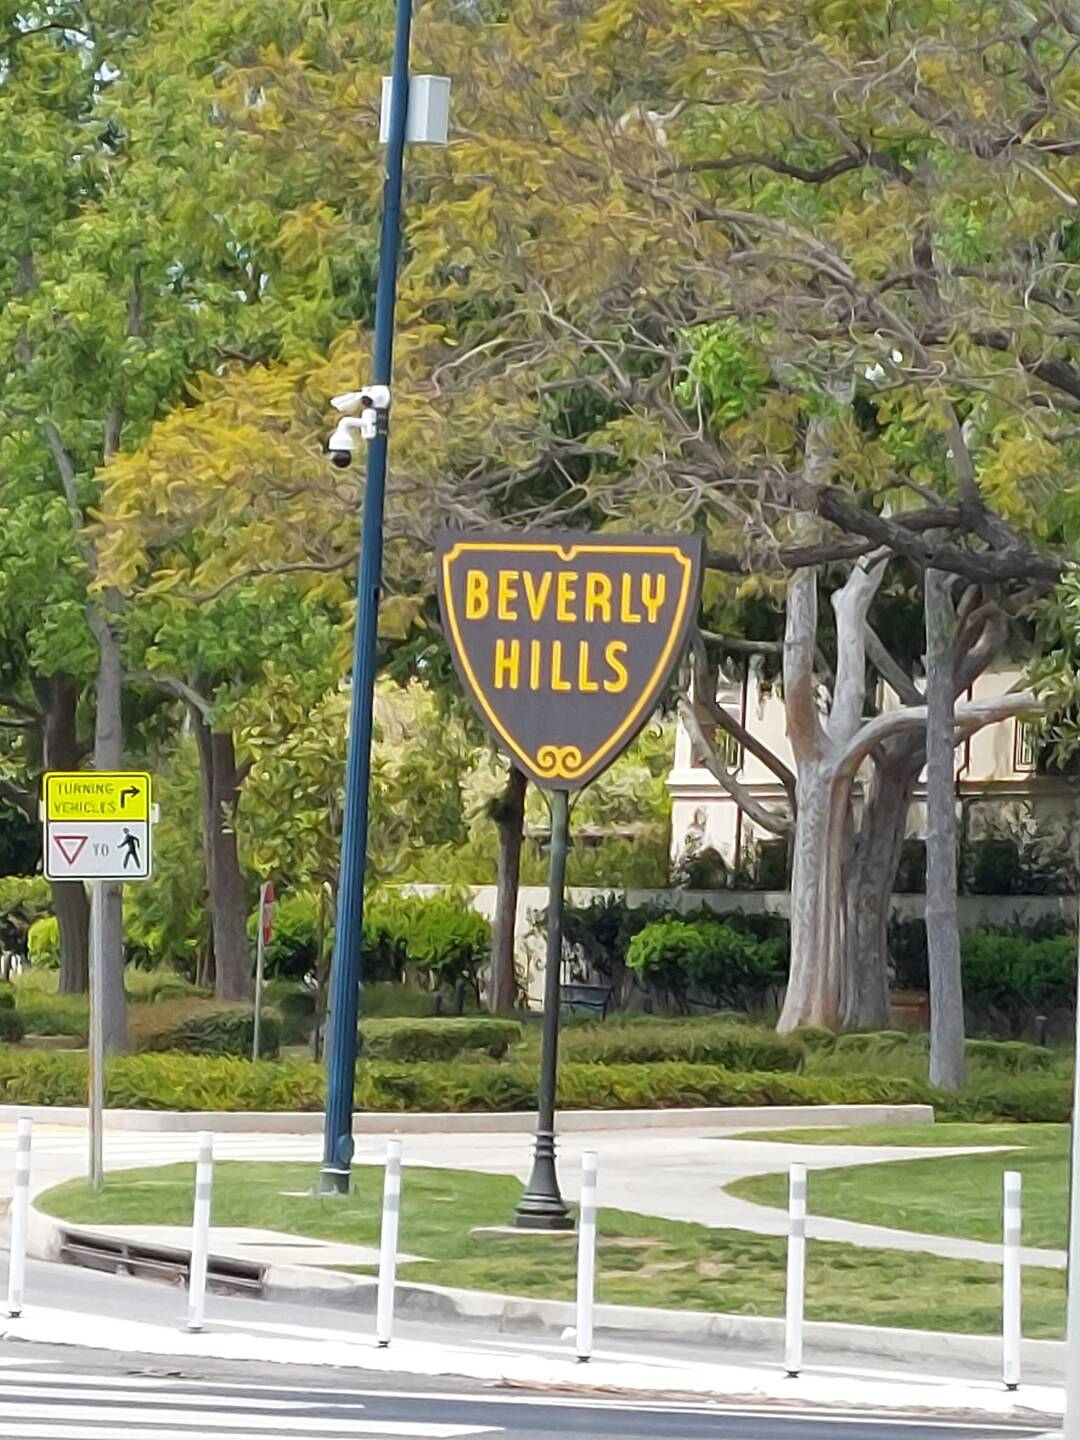 BEVERLY
HILLS
TURNING
VEHICLES
TO